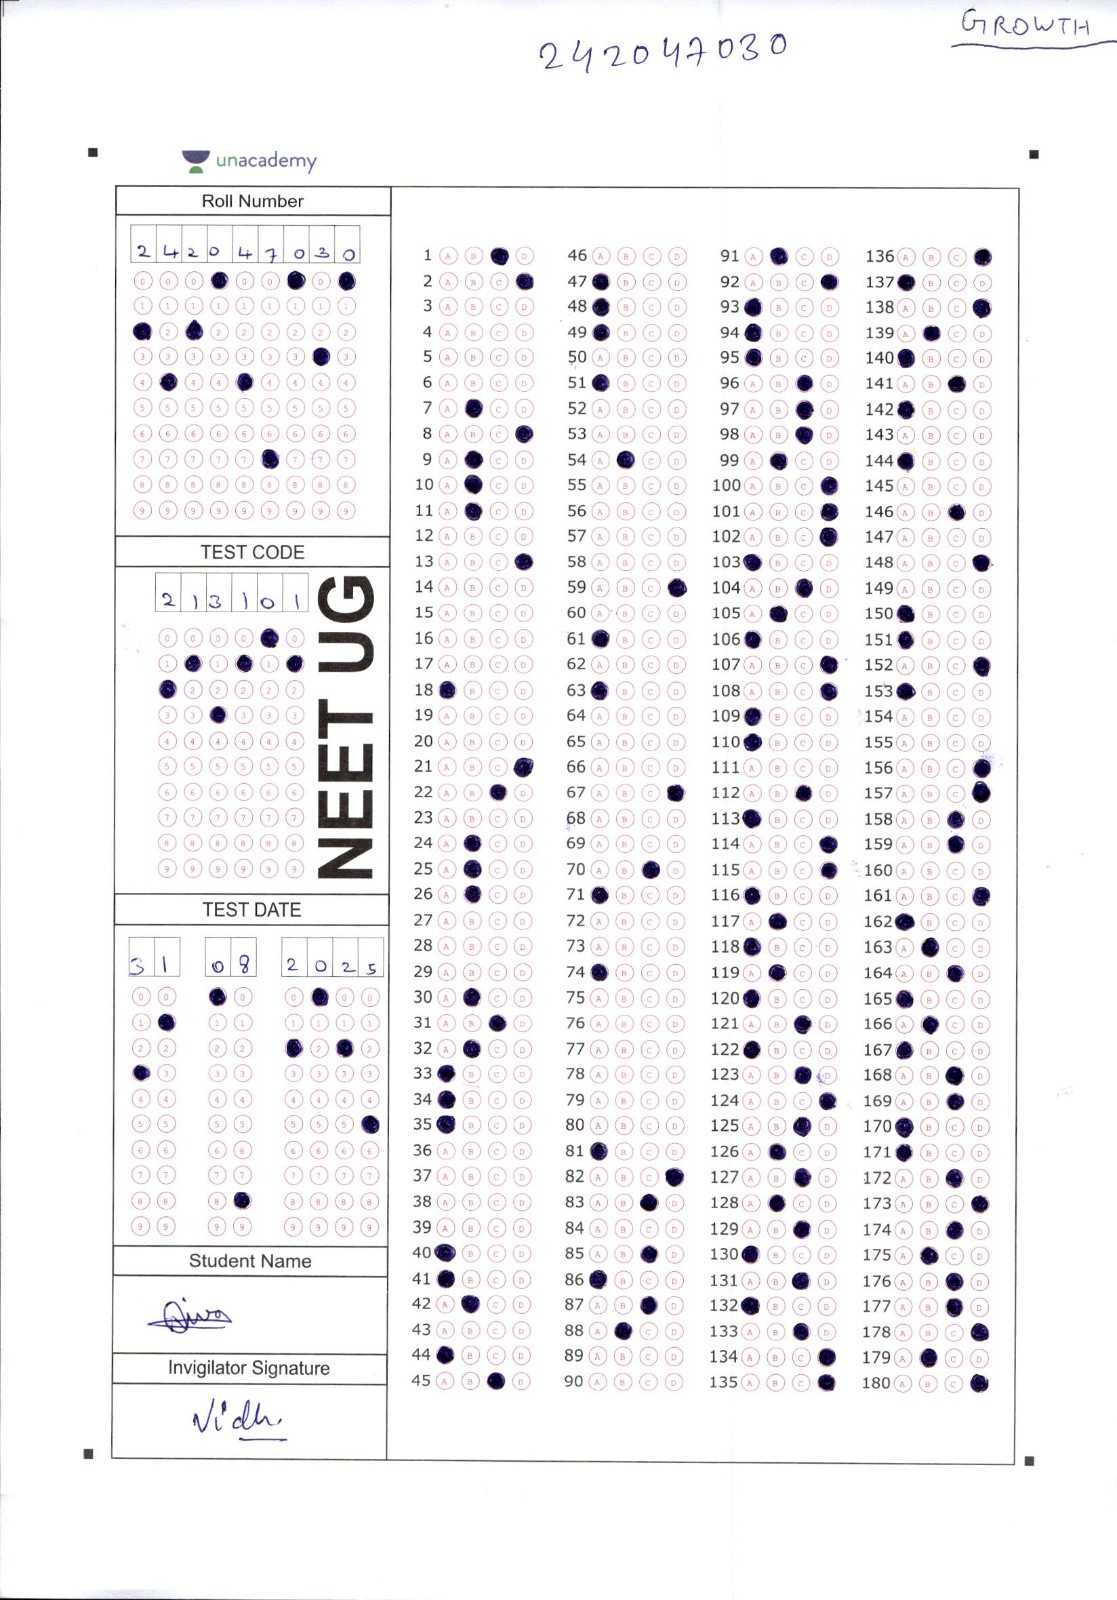 GROWTH
242047030
unacademy
Roll Number
2 4 2 0 4 7 0 3 0
TEST CODE
2 1 3 1 0 1
NEET UG
TEST DATE
3 1 0 8 2 0 2 5
Student Name
Invigilator Signature
Nidhi
1 A B D 46 A B C D 91 A C D 136 A B C
2 A B C 47 B C D 92 A B C 137 B C D
3 A B C D 48 B C D 93 B C D 138 A B C
4 A B C D 49 B C D 94 B C D 139 A C D
5 A B C D 50 A B C D 95 B C D 140 B C D
6 A B C D 51 B C D 96 A B D 141 A B D
7 A C D 52 A B C D 97 A B D 142 B C D
8 A B C 53 A B C D 98 A B D 143 A B C D
9 A C D 54 A C D 99 A C D 144 B C D
10 A C D 55 A B C D 100 A B C 145 A B C D
11 A C D 56 A B C D 101 A B C 146 A B D
12 A B C D 57 A B C D 102 A B C 147 A B C D
13 A B C 58 A B C D 103 B C D 148 A B C
14 A B C D 59 A B C 104 A B D 149 A B C D
15 A B C D 60 A B C D 105 A C D 150 B C D
16 A B C D 61 B C D 106 B C D 151 B C D
17 A B C D 62 A B C D 107 A B C 152 A B C
18 B C D 63 B C D 108 A B C 153 B C D
19 A B C D 64 A B C D 109 B C D 154 A B C D
20 A B C D 65 A B C D 110 B C D 155 A B C D
21 A B C 66 A B C D 111 A B C D 156 A B C
22 A B D 67 A B C 112 A B D 157 A B C
23 A B C D 68 A B C D 113 B C D 158 A B D
24 A C D 69 A B C D 114 A B C 159 A B D
25 A C D 70 A B D 115 A B C 160 A B C D
26 A C D 71 B C D 116 B C D 161 A B C
27 A B C D 72 A B C D 117 A C D 162 B C D
28 A B C D 73 A B C D 118 B C D 163 A C D
29 A B C D 74 B C D 119 A C D 164 A B D
30 A C D 75 A B C D 120 B C D 165 B C D
31 A B D 76 A B C D 121 A B D 166 A C D
32 A C D 77 A B C D 122 B C D 167 B C D
33 B C D 78 A B C D 123 A B D 168 A B D
34 B C D 79 A B C D 124 A B C 169 A B D
35 B C D 80 A B C D 125 A B D 170 B C D
36 A B C D 81 B C D 126 A C D 171 B C D
37 A B C D 82 A B C 127 A B D 172 A B D
38 A B C D 83 A B D 128 A C D 173 A B C
39 A B C D 84 A B C D 129 A B D 174 A B D
40 B C D 85 A B D 130 B C D 175 A C D
41 B C D 86 B C D 131 A B D 176 A B D
42 A C D 87 A B D 132 B C D 177 A B D
43 A B C D 88 A C D 133 A B D 178 A B C
44 B C D 89 A B C D 134 A B C 179 A C D
45 A B D 90 A B C D 135 A B C 180 A B C